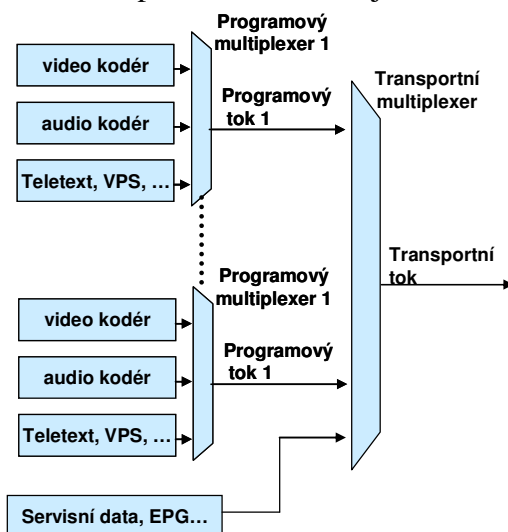 Programový
multiplexer 1
video kodér
audio kodér
Teletext, VPS, ...
Programový
tok 1
Transportní
multiplexer
Transportní
tok
Programový
multiplexer 1
video kodér
audio kodér
Teletext, VPS, ...
Programový
tok 1
Servisní data, EPG...